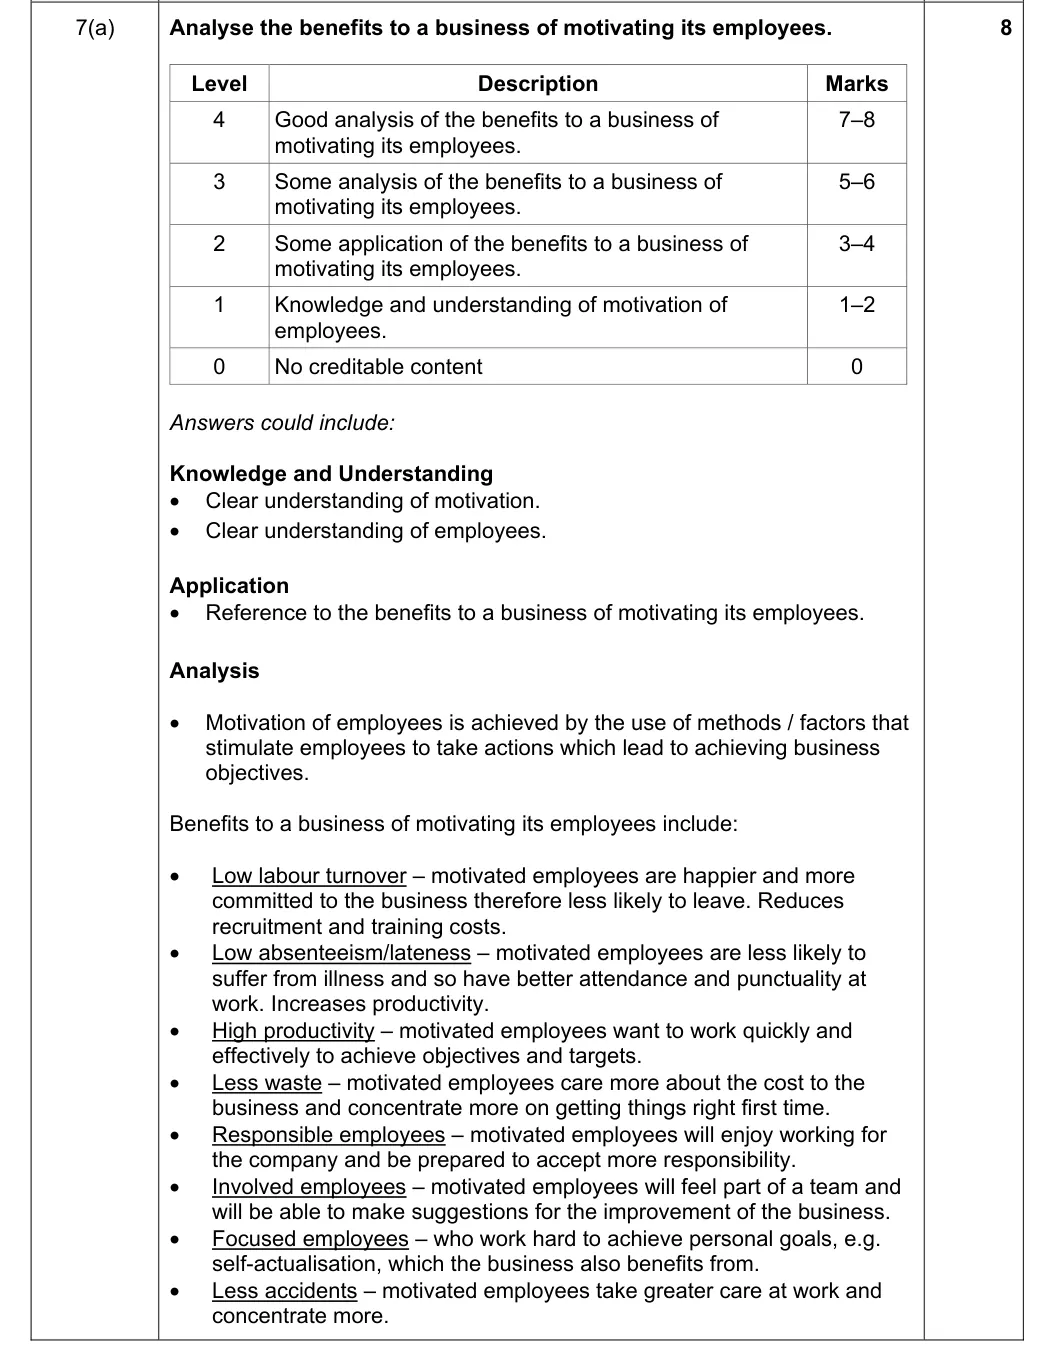 7(a) Analyse the benefits to a business of motivating its employees. 8
Level Description Marks
4 Good analysis of the benefits to a business of 7–8
motivating its employees.
3 Some analysis of the benefits to a business of 5–6
motivating its employees.
2 Some application of the benefits to a business of 3–4
motivating its employees.
1 Knowledge and understanding of motivation of 1–2
employees.
0 No creditable content 0
Answers could include:
Knowledge and Understanding
• Clear understanding of motivation.
• Clear understanding of employees.
Application
• Reference to the benefits to a business of motivating its employees.
Analysis
• Motivation of employees is achieved by the use of methods / factors that
stimulate employees to take actions which lead to achieving business
objectives.
Benefits to a business of motivating its employees include:
• Low labour turnover – motivated employees are happier and more
committed to the business therefore less likely to leave. Reduces
recruitment and training costs.
• Low absenteeism/lateness – motivated employees are less likely to
suffer from illness and so have better attendance and punctuality at
work. Increases productivity.
• High productivity – motivated employees want to work quickly and
effectively to achieve objectives and targets.
• Less waste – motivated employees care more about the cost to the
business and concentrate more on getting things right first time.
• Responsible employees – motivated employees will enjoy working for
the company and be prepared to accept more responsibility.
• Involved employees – motivated employees will feel part of a team and
will be able to make suggestions for the improvement of the business.
• Focused employees – who work hard to achieve personal goals, e.g.
self-actualisation, which the business also benefits from.
• Less accidents – motivated employees take greater care at work and
concentrate more.